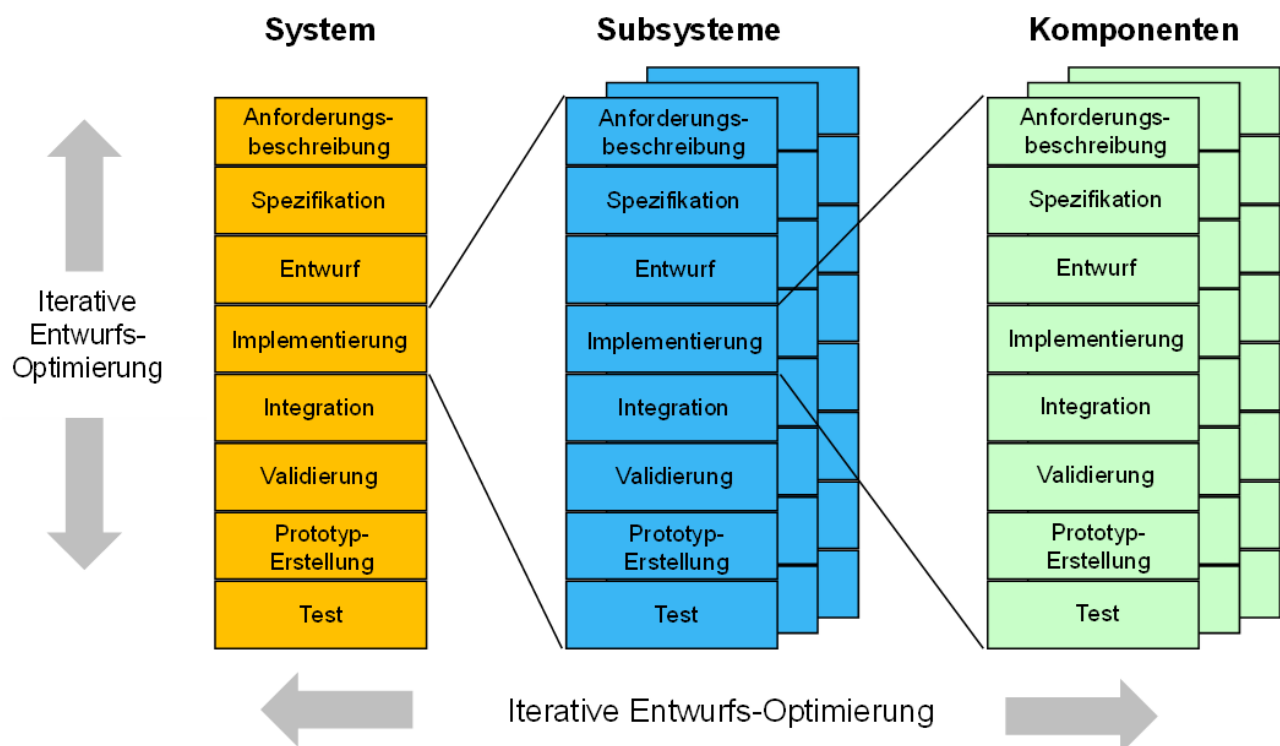 System
Subsysteme
Komponenten
Anforderungs-
beschreibung
Spezifikation
Entwurf
Implementierung
Integration
Validierung
Prototyp-
Erstellung
Test
Anforderungs-
beschreibung
Spezifikation
Entwurf
Implementierung
Integration
Validierung
Prototyp-
Erstellung
Test
Anforderungs-
beschreibung
Spezifikation
Entwurf
Implementierung
Integration
Validierung
Prototyp-
Erstellung
Test
Iterative
Entwurfs-
Optimierung
Iterative Entwurfs-Optimierung